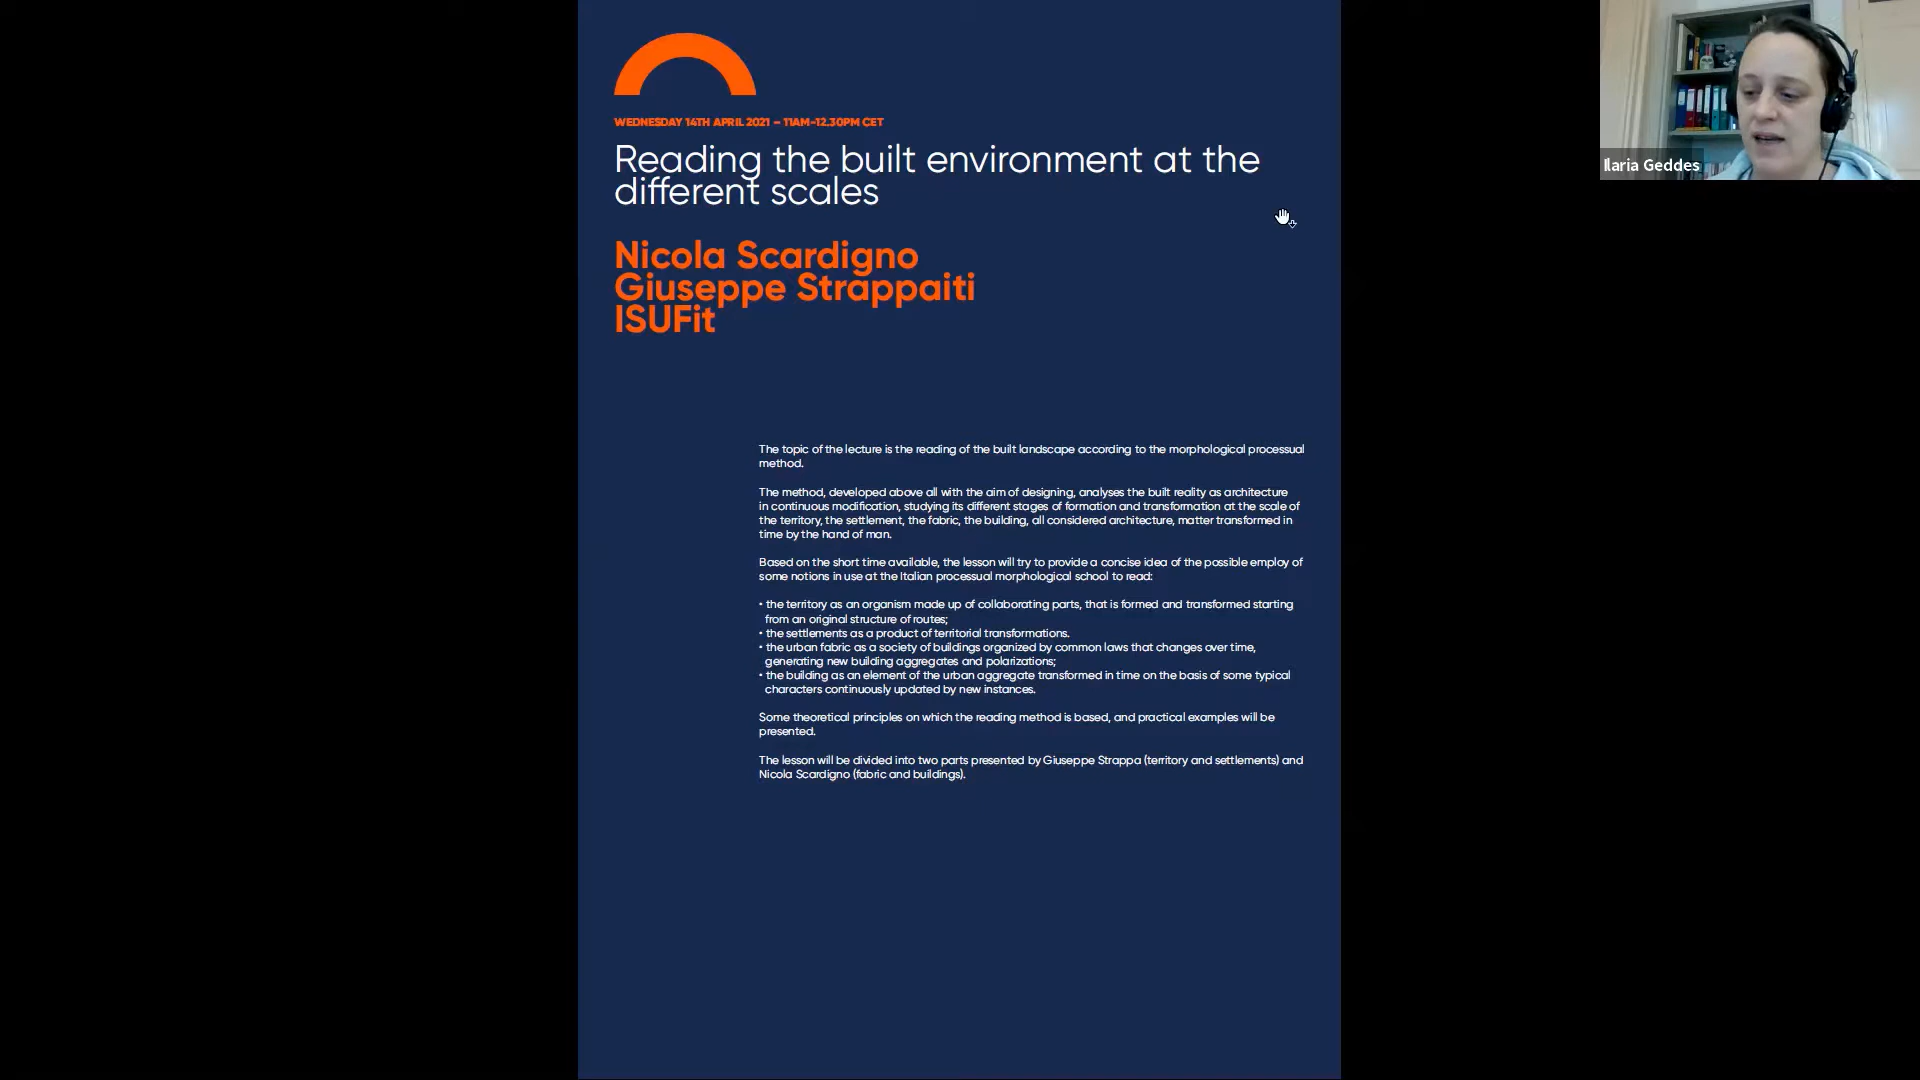 WEDNESDAY 14TH APRIL 2021 – 11AM-12.30PM CET
Reading the built environment at the
different scales
Nicola Scardigno
Giuseppe Strappaiti
ISUFit
The topic of the lecture is the reading of the built landscape according to the morphological processual
method.
The method, developed above all with the aim of designing, analyses the built reality as architecture
in continuous modification, studying its different stages of formation and transformation at the scale of
the territory, the settlement, the fabric, the building, all considered architecture, matter transformed in
time by the hand of man.
Based on the short time available, the lesson will try to provide a concise idea of the possible employ of
some notions in use at the Italian processual morphological school to read:
• the territory as an organism made up of collaborating parts, that is formed and transformed starting
from an original structure of routes;
• the settlements as a product of territorial transformations.
• the urban fabric as a society of buildings organized by common laws that changes over time,
generating new building aggregates and polarizations;
• the building as an element of the urban aggregate transformed in time on the basis of some typical
characters continuously updated by new instances.
Some theoretical principles on which the reading method is based, and practical examples will be
presented.
The lesson will be divided into two parts presented by Giuseppe Strappa (territory and settlements) and
Nicola Scardigno (fabric and buildings).
Ilaria Geddes